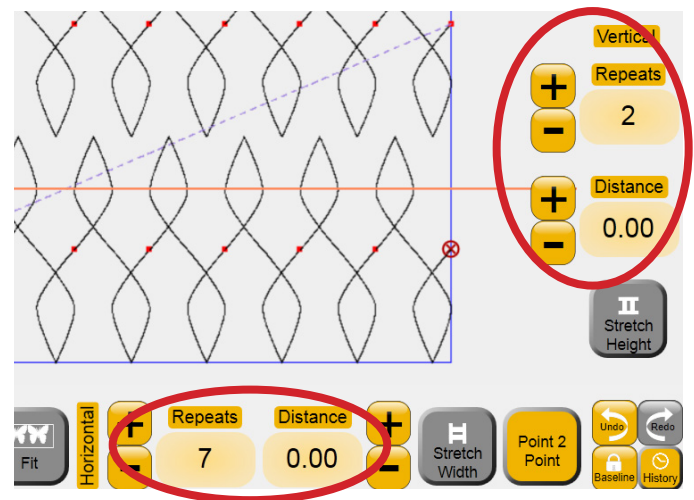 Vertical
+
Repeats
2
-
+
Distance
0.00
-
Stretch
Height
Fit
Horizontal
+
-
Repeats
7
Distance
0.00
+
-
Stretch
Width
Point 2
Point
Undo
Redo
Baseline
History